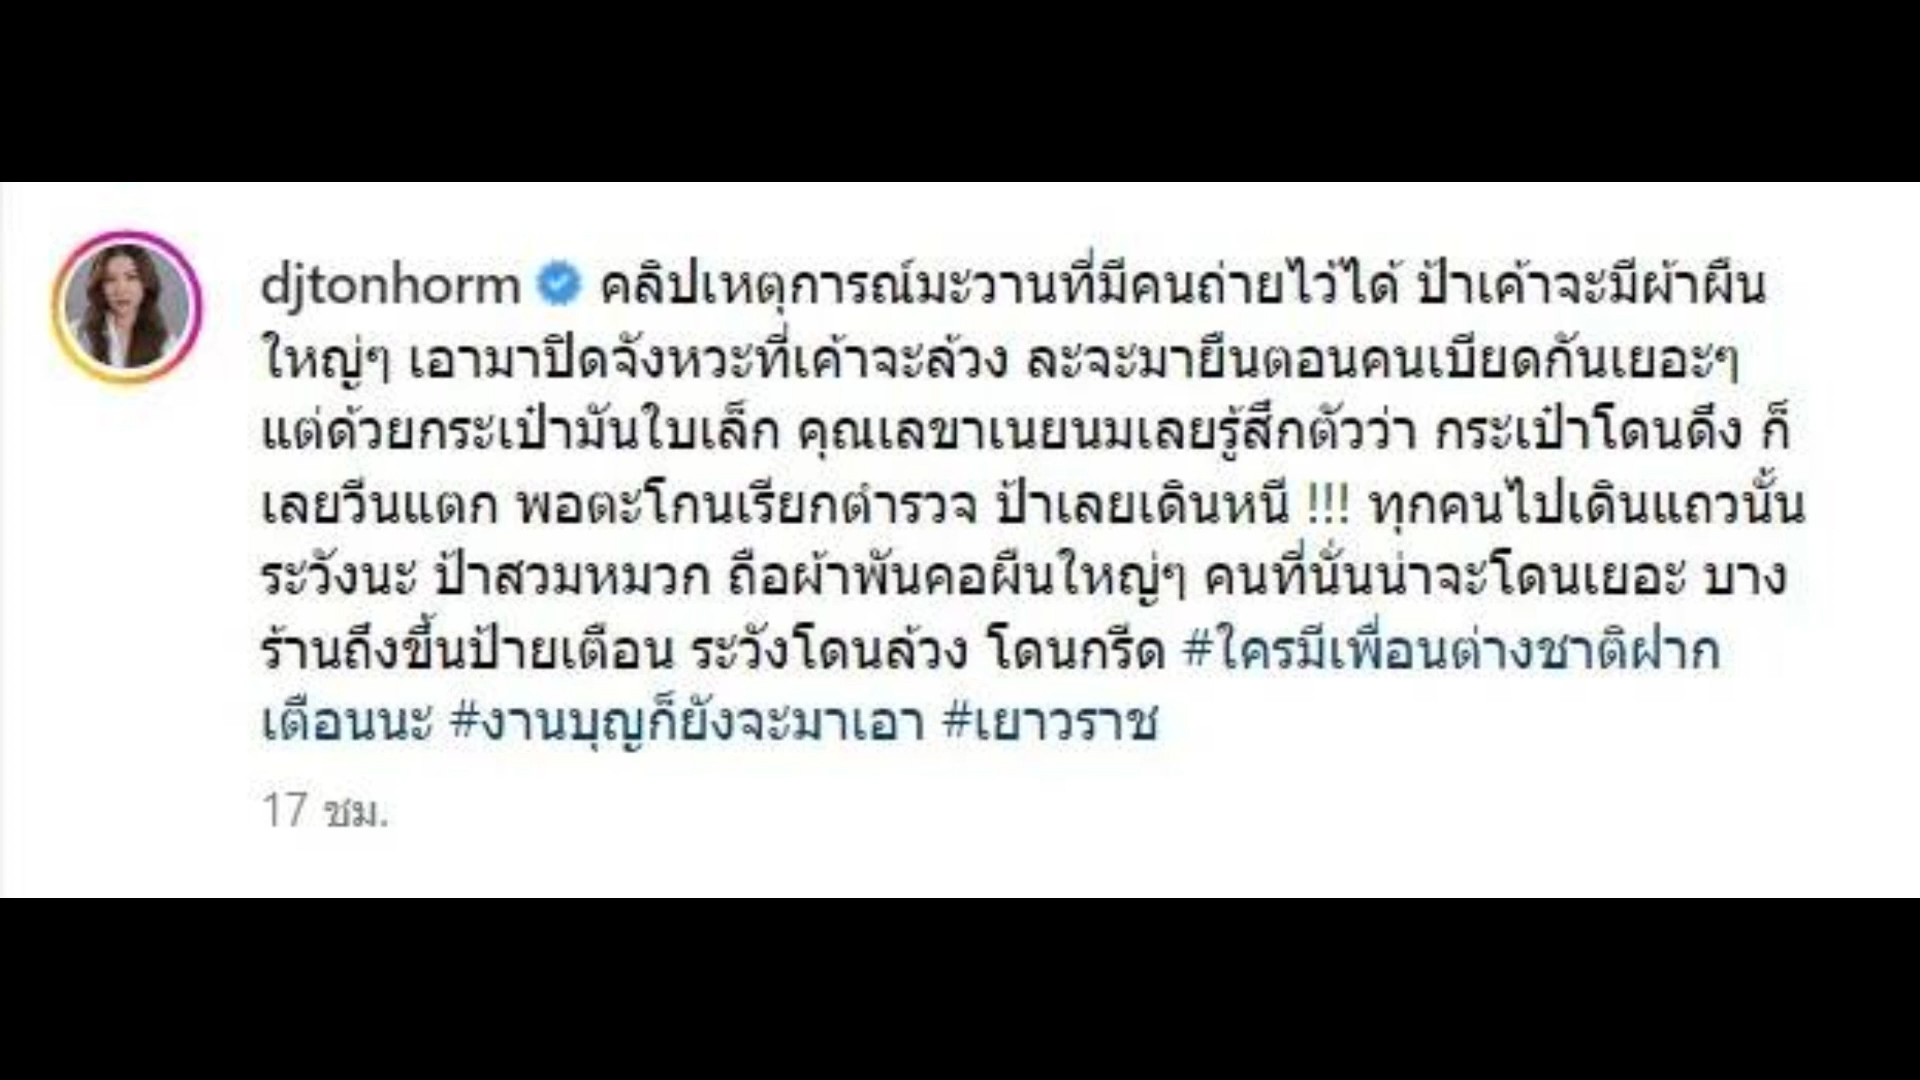 djtonhorm คลิปเหตุการณ์มะวานที่มีคนถ่ายไว้ได้ ป้าเค้าจะมีผ้าผืน
ใหญ่ๆ เอามาปิดจังหวะที่เค้าจะล้วง ละจะมายืนตอนคนเบียดกันเยอะๆ
แต่ด้วยกระเป๋ามันใบเล็ก คุณเลขาเนยนมเลยรู้สึกตัวว่า กระเป๋าโดนดึง ก็
เลยวีนแตก พอตะโกนเรียกตำรวจ ป้าเลยเดินหนี !!! ทุกคนไปเดินแถวนั้น
ระวังนะ ป้าสวมหมวก ถือผ้าพันคอผืนใหญ่ๆ คนที่นั่นน่าจะโดนเยอะ บาง
ร้านถึงขึ้นป้ายเตือน ระวังโดนล้วง โดนกรีด #ใครมีเพื่อนต่างชาติฝาก
เตือนนะ #งานบุญก็ยังจะมาเอา #เยาวราช
17 ชม.